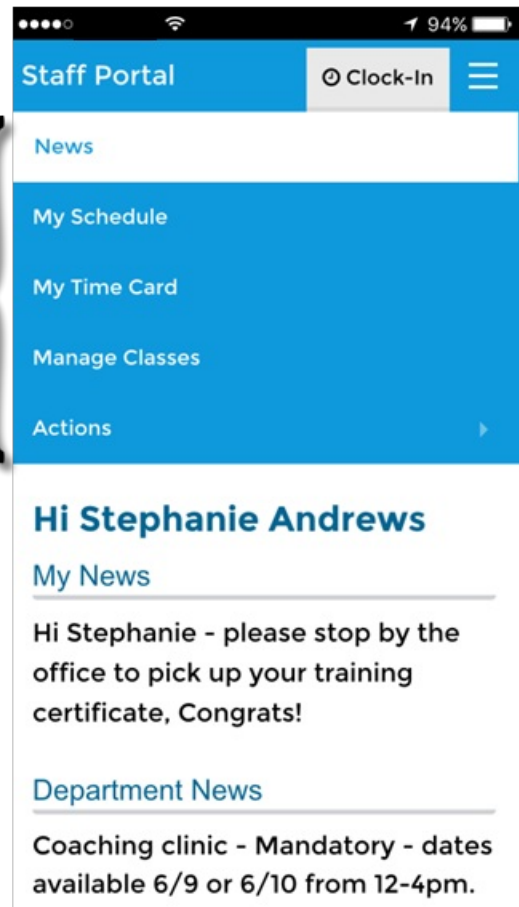 94%
Staff Portal
Clock-In
News
My Schedule
My Time Card
Manage Classes
Actions
Hi Stephanie Andrews
My News
Hi Stephanie - please stop by the
office to pick up your training
certificate, Congrats!
Department News
Coaching clinic - Mandatory - dates
available 6/9 or 6/10 from 12-4pm.